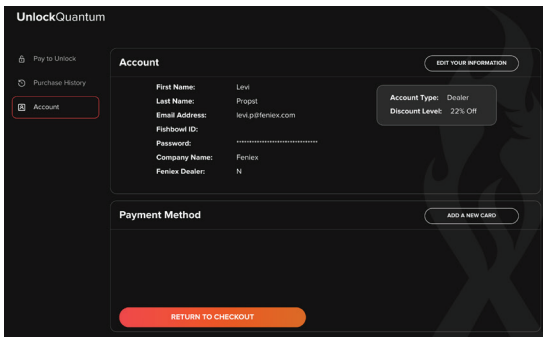 UnlockQuantum
Pay to Unlock
Purchase History
Account
Account
EDIT YOUR INFORMATION
First Name: Levi
Last Name: Propst
Email Address: levi.p@feniex.com
Fishbowl ID:
Password: ********************************
Company Name: Feniex
Feniex Dealer: N
Account Type: Dealer
Discount Level: 22% Off
Payment Method
ADD A NEW CARD
RETURN TO CHECKOUT